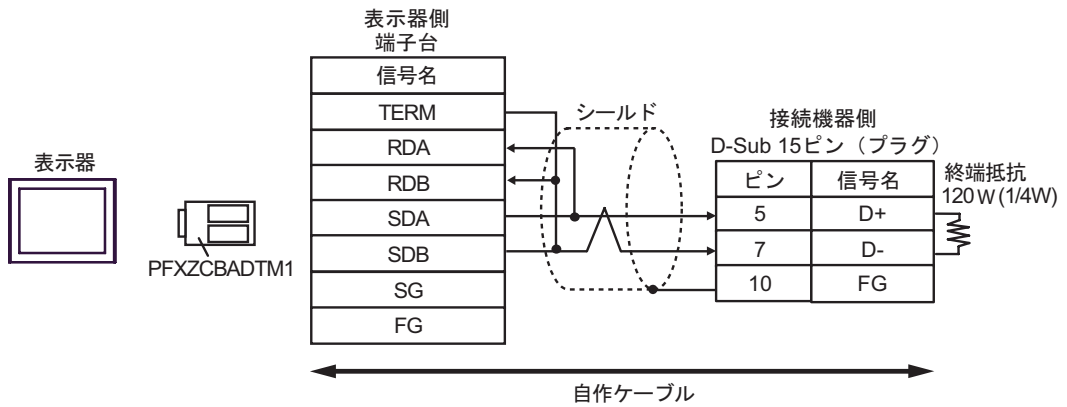 表示器側
端子台
信号名
TERM
RDA
RDB
SDA
SDB
SG
FG
シールド
接続機器側
D-Sub 15ピン（プラグ）
ピン 信号名
5 D+
7 D-
10 FG
終端抵抗
120 W (1/4W)
表示器
PFXZCBADTM1
自作ケーブル